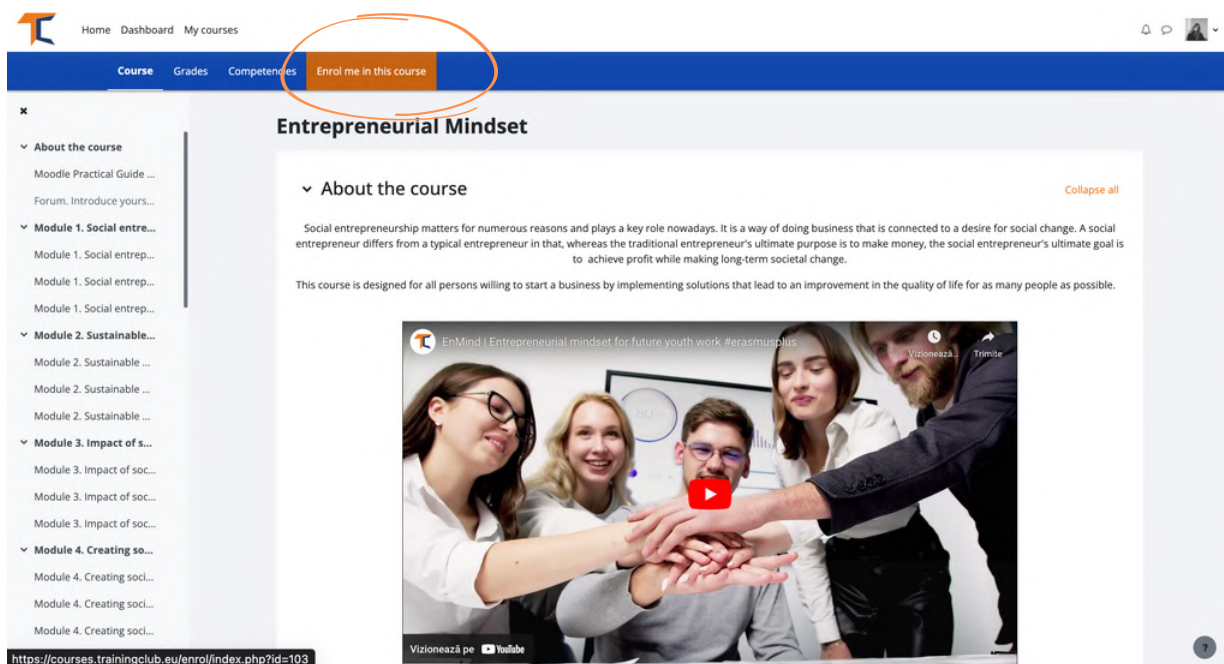 Home Dashboard My courses
Course Grades Competencies Enrol me in this course
Entrepreneurial Mindset
About the course
Moodle Practical Guide ...
Forum. Introduce yours...
Module 1. Social entre...
Module 1. Social entrep...
Module 1. Social entrep...
Module 1. Social entrep...
Module 2. Sustainable...
Module 2. Sustainable ...
Module 2. Sustainable ...
Module 2. Sustainable ...
Module 3. Impact of s...
Module 3. Impact of soc...
Module 3. Impact of soc...
Module 3. Impact of soc...
Module 4. Creating so...
Module 4. Creating soci...
Module 4. Creating soci...
Module 4. Creating soci...
About the course
Collapse all
Social entrepreneurship matters for numerous reasons and plays a key role nowadays. It is a way of doing business that is connected to a desire for social change. A social
entrepreneur differs from a typical entrepreneur in that, whereas the traditional entrepreneur's ultimate purpose is to make money, the social entrepreneur's ultimate goal is
to achieve profit while making long-term societal change.
This course is designed for all persons willing to start a business by implementing solutions that lead to an improvement in the quality of life for as many people as possible.
EnMind | Entrepreneurial mindset for future youth work #erasmusplus
Vizionează... Trimite
Vizionează pe YouTube
https://courses.trainingclub.eu/enrol/index.php?id=103
?